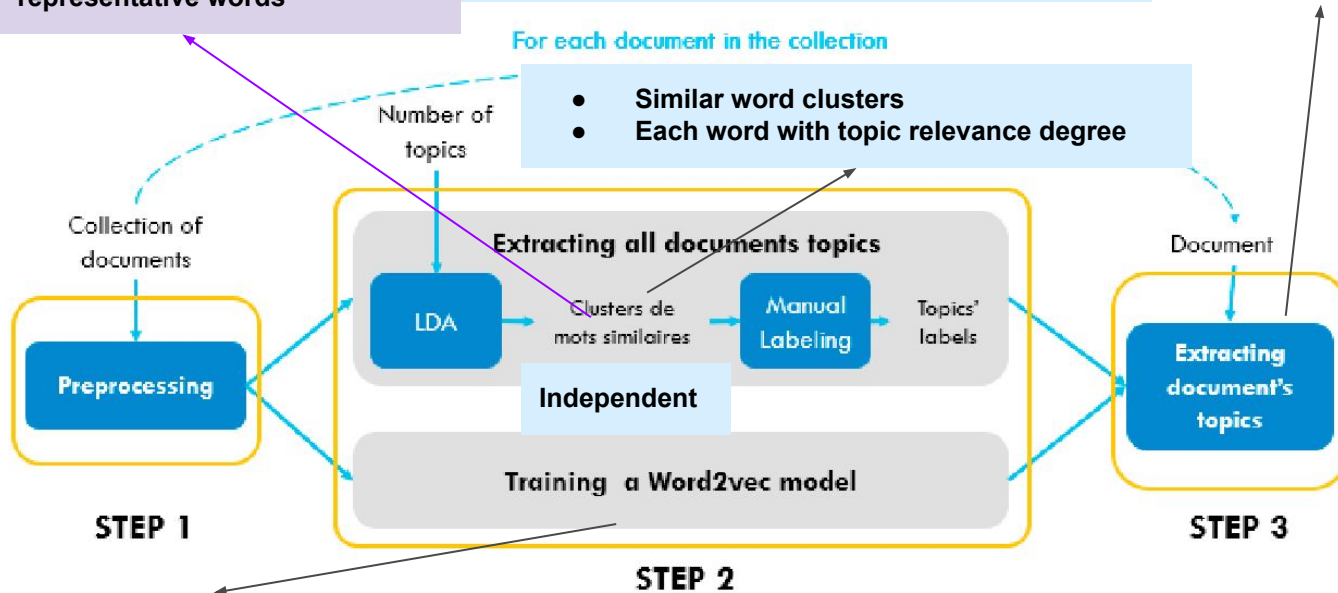 representative words
For each document in the collection
● Similar word clusters
● Each word with topic relevance degree
Number of
topics
Collection of
documents
Extracting all documents topics
Document
LDA
Clusters de
mots similaires
Manual
Labeling
Topics'
labels
Preprocessing
Extracting
document's
topics
Independent
Training a Word2vec model
STEP 1
STEP 2
STEP 3